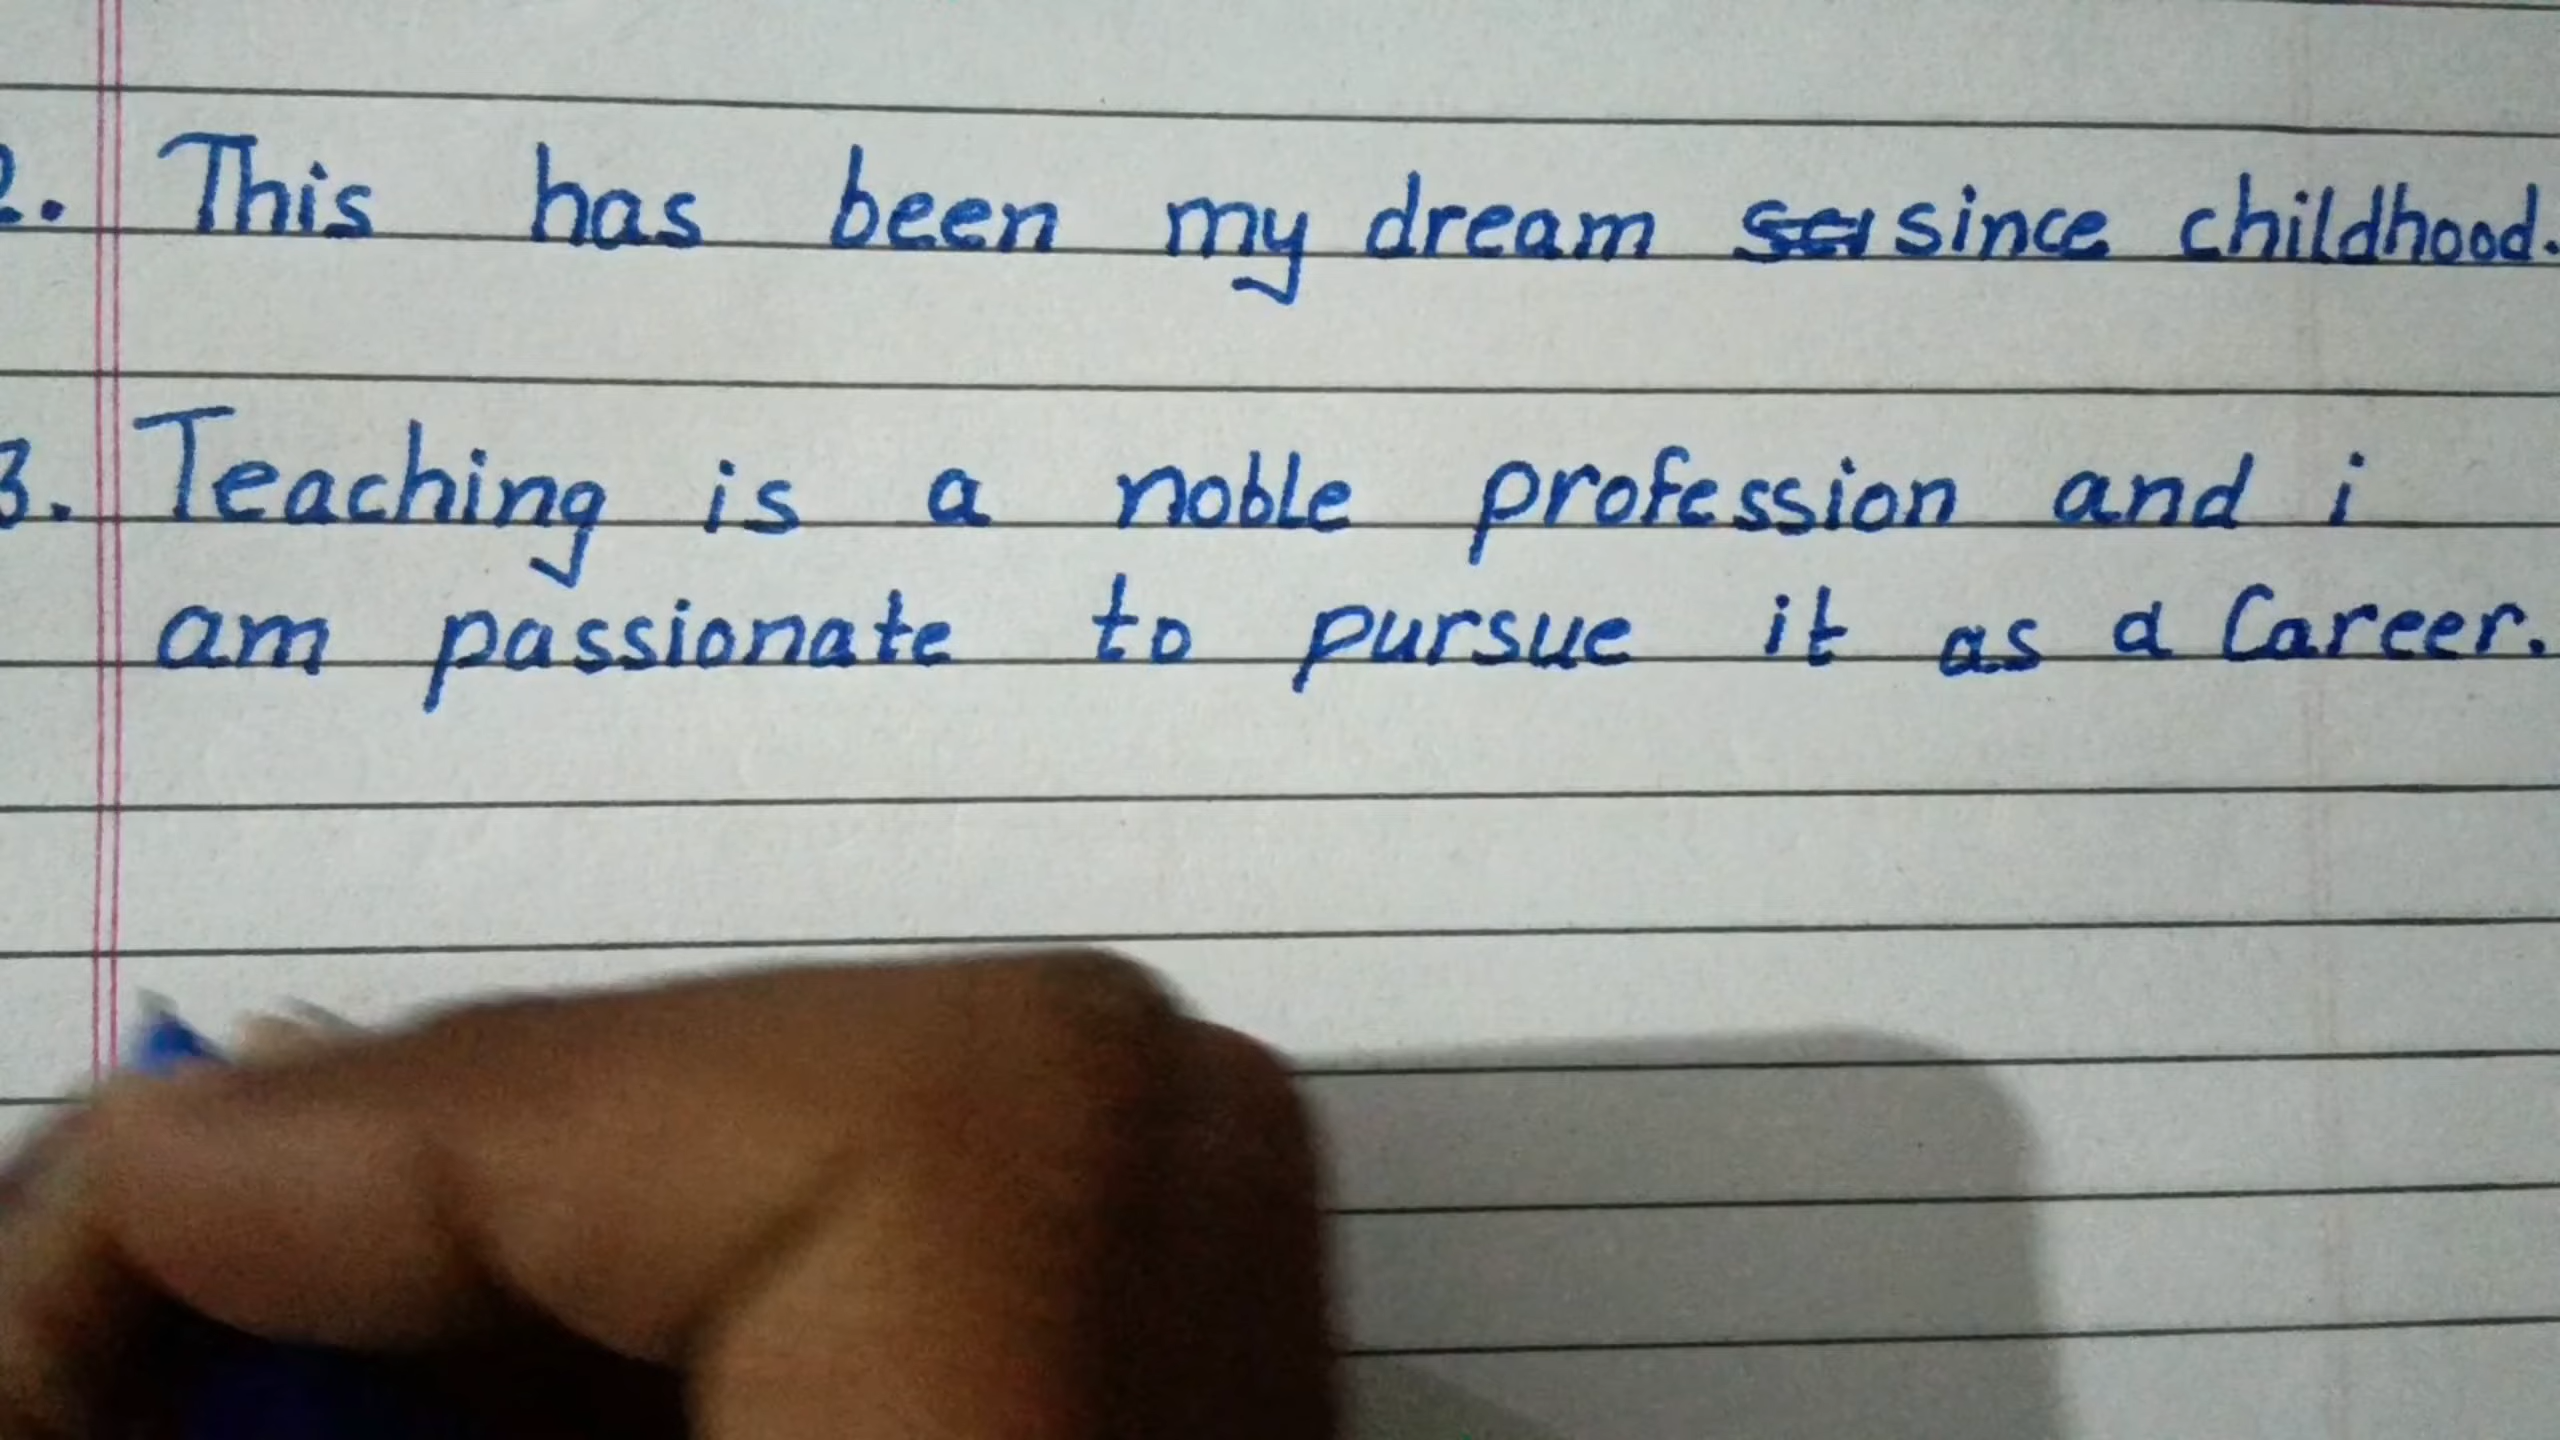 2. This has been my dream since childhood.
3. Teaching is a noble profession and i
am passionate to pursue it as a Career.